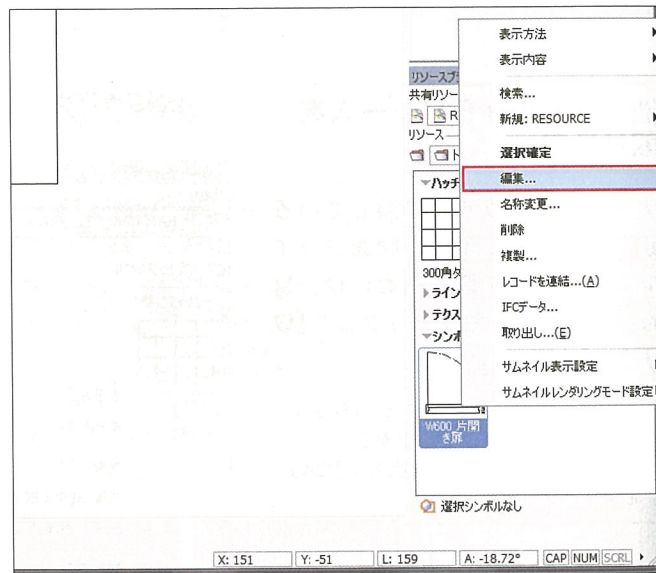 表示方法
表示内容
検索...
新規: RESOURCE
選択確定
編集...
名称変更...
削除
複製...
レコードを連結...(A)
IFCデータ...
取り出し...(E)
サムネイル表示設定
サムネイルレンダリングモード設定
リソースブ
共有リソー
R
リソース
ハッチ
300角タ
ライン
テクス
シンボ
W600_片開
き扉
選択シンボルなし
X: 151 Y: -51 L: 159 A: -18.72° CAP NUM SCRL